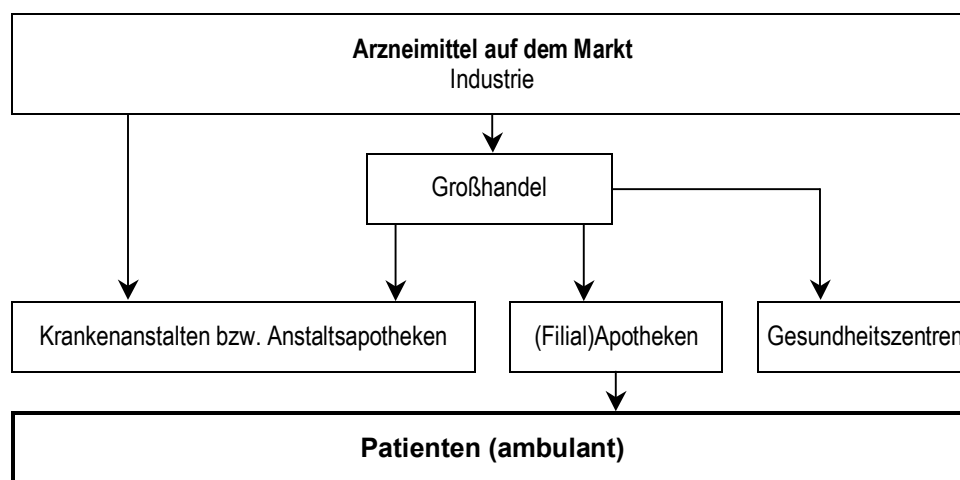 Arzneimittel auf dem Markt
Industrie
Großhandel
Krankenanstalten bzw. Anstaltsapotheken
(Filial)Apotheken
Gesundheitszentren
Patienten (ambulant)